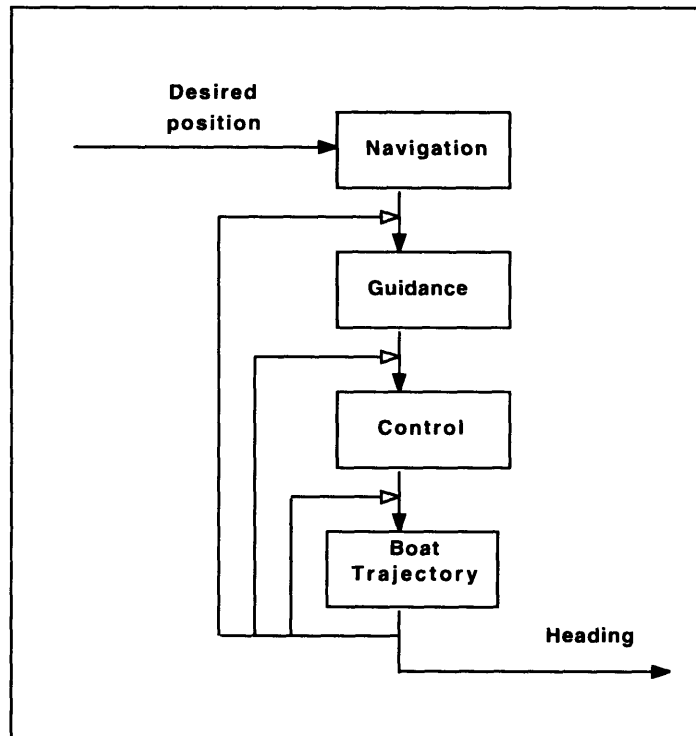 Desired
position
Navigation
Guidance
Control
Boat
Trajectory
Heading